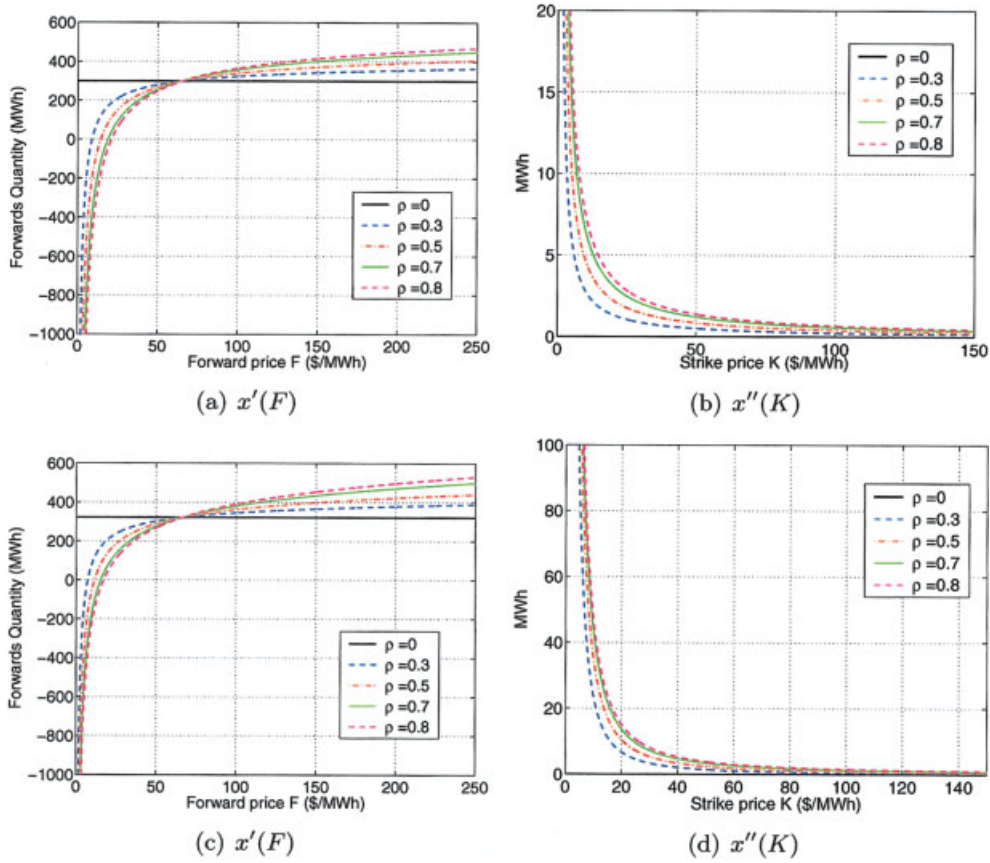 600
400
200
0
−200
−400
−600
−800
−1000
Forwards Quantity (MWh)
ρ =0
ρ =0.3
ρ =0.5
ρ =0.7
ρ =0.8
0 50 100 150 200 250
Forward price F ($/MWh)
(a) x′(F)
20
15
10
5
0
MWh
ρ =0
ρ =0.3
ρ =0.5
ρ =0.7
ρ =0.8
0 50 100 150
Strike price K ($/MWh)
(b) x′′(K)
600
400
200
0
−200
−400
−600
−800
−1000
Forwards Quantity (MWh)
ρ =0
ρ =0.3
ρ =0.5
ρ =0.7
ρ =0.8
0 50 100 150 200 250
Forward price F ($/MWh)
(c) x′(F)
100
80
60
40
20
0
MWh
ρ =0
ρ =0.3
ρ =0.5
ρ =0.7
ρ =0.8
0 20 40 60 80 100 120 140
Strike price K ($/MWh)
(d) x′′(K)